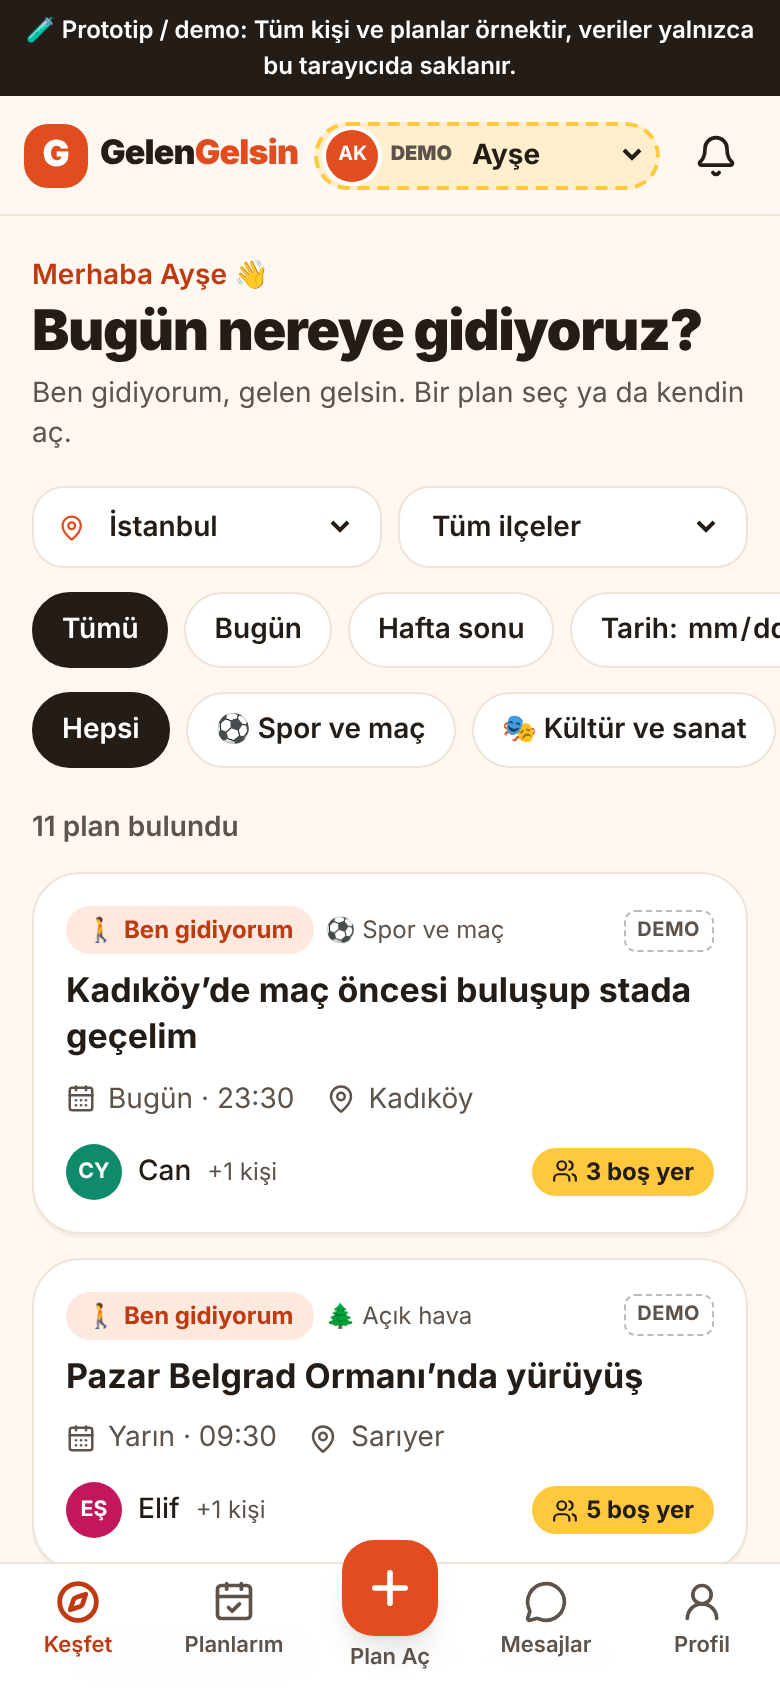 🧪 Prototip / demo: Tüm kişi ve planlar örnektir, veriler yalnızca
bu tarayıcıda saklanır.
G GelenGelsin AK DEMO Ayşe
Merhaba Ayşe 👋
Bugün nereye gidiyoruz?
Ben gidiyorum, gelen gelsin. Bir plan seç ya da kendin
aç.
İstanbul Tüm ilçeler
Tümü Bugün Hafta sonu Tarih: mm/dd
Hepsi ⚽ Spor ve maç 🎭 Kültür ve sanat
11 plan bulundu
🚶 Ben gidiyorum ⚽ Spor ve maç DEMO
Kadıköy’de maç öncesi buluşup stada
geçelim
Bugün · 23:30 Kadıköy
CY Can +1 kişi 3 boş yer
🚶 Ben gidiyorum 🌲 Açık hava DEMO
Pazar Belgrad Ormanı’nda yürüyüş
Yarın · 09:30 Sarıyer
EŞ Elif +1 kişi 5 boş yer
Keşfet Planlarım Plan Aç Mesajlar Profil